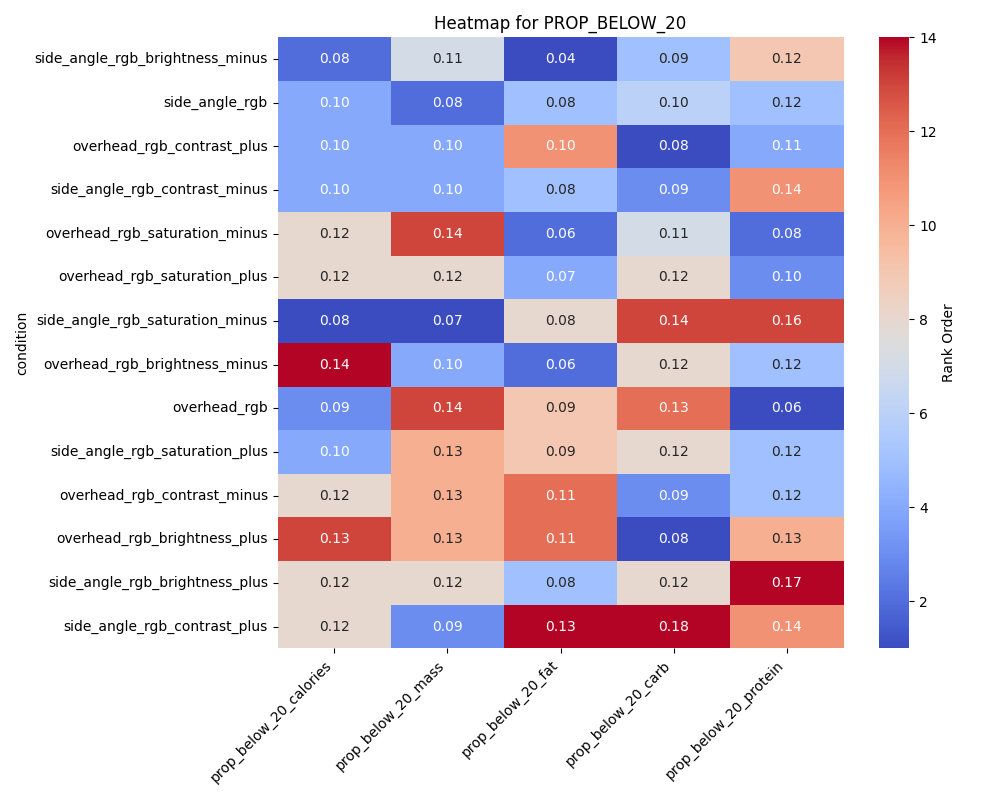 Heatmap for PROP_BELOW_20
condition
side_angle_rgb_brightness_minus 0.08 0.11 0.04 0.09 0.12
side_angle_rgb 0.10 0.08 0.08 0.10 0.12
overhead_rgb_contrast_plus 0.10 0.10 0.10 0.08 0.11
side_angle_rgb_contrast_minus 0.10 0.10 0.08 0.09 0.14
overhead_rgb_saturation_minus 0.12 0.14 0.06 0.11 0.08
overhead_rgb_saturation_plus 0.12 0.12 0.07 0.12 0.10
side_angle_rgb_saturation_minus 0.08 0.07 0.08 0.14 0.16
overhead_rgb_brightness_minus 0.14 0.10 0.06 0.12 0.12
overhead_rgb 0.09 0.14 0.09 0.13 0.06
side_angle_rgb_saturation_plus 0.10 0.13 0.09 0.12 0.12
overhead_rgb_contrast_minus 0.12 0.13 0.11 0.09 0.12
overhead_rgb_brightness_plus 0.13 0.13 0.11 0.08 0.13
side_angle_rgb_brightness_plus 0.12 0.12 0.08 0.12 0.17
side_angle_rgb_contrast_plus 0.12 0.09 0.13 0.18 0.14
prop_below_20_calories
prop_below_20_mass
prop_below_20_fat
prop_below_20_carb
prop_below_20_protein
14
12
10
8
6
4
2
Rank Order